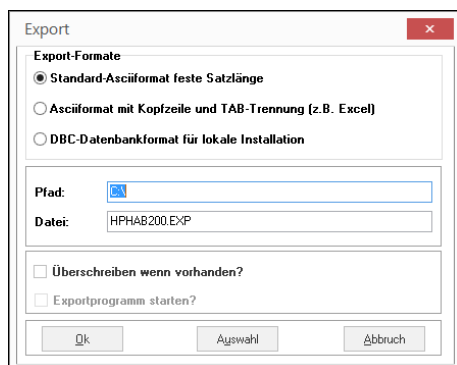 Export
Export-Formate
Standard-Asciiformat feste Satzlänge
Asciiformat mit Kopfzeile und TAB-Trennung (z.B. Excel)
DBC-Datenbankformat für lokale Installation
Pfad: C:\
Datei: HPHAB200.EXP
Überschreiben wenn vorhanden?
Exportprogramm starten?
Ok Auswahl Abbruch